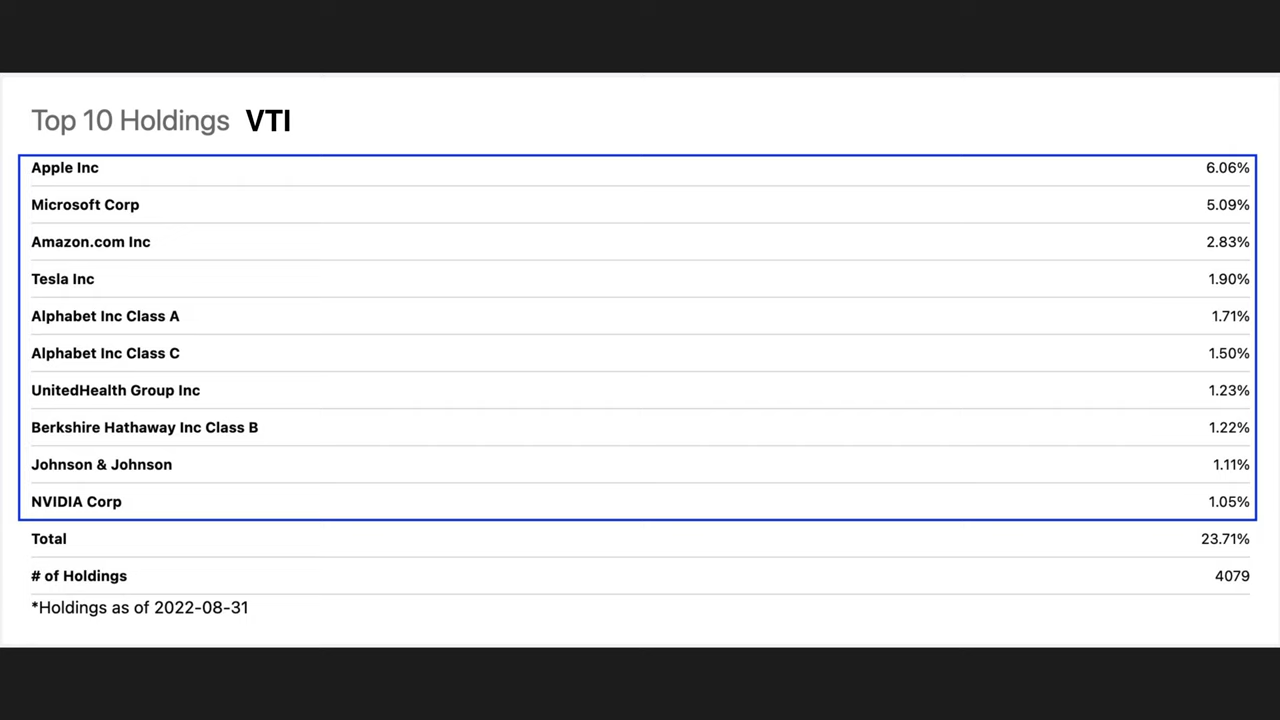 Top 10 Holdings VTI
Apple Inc 6.06%
Microsoft Corp 5.09%
Amazon.com Inc 2.83%
Tesla Inc 1.90%
Alphabet Inc Class A 1.71%
Alphabet Inc Class C 1.50%
UnitedHealth Group Inc 1.23%
Berkshire Hathaway Inc Class B 1.22%
Johnson & Johnson 1.11%
NVIDIA Corp 1.05%
Total 23.71%
# of Holdings 4079
*Holdings as of 2022-08-31